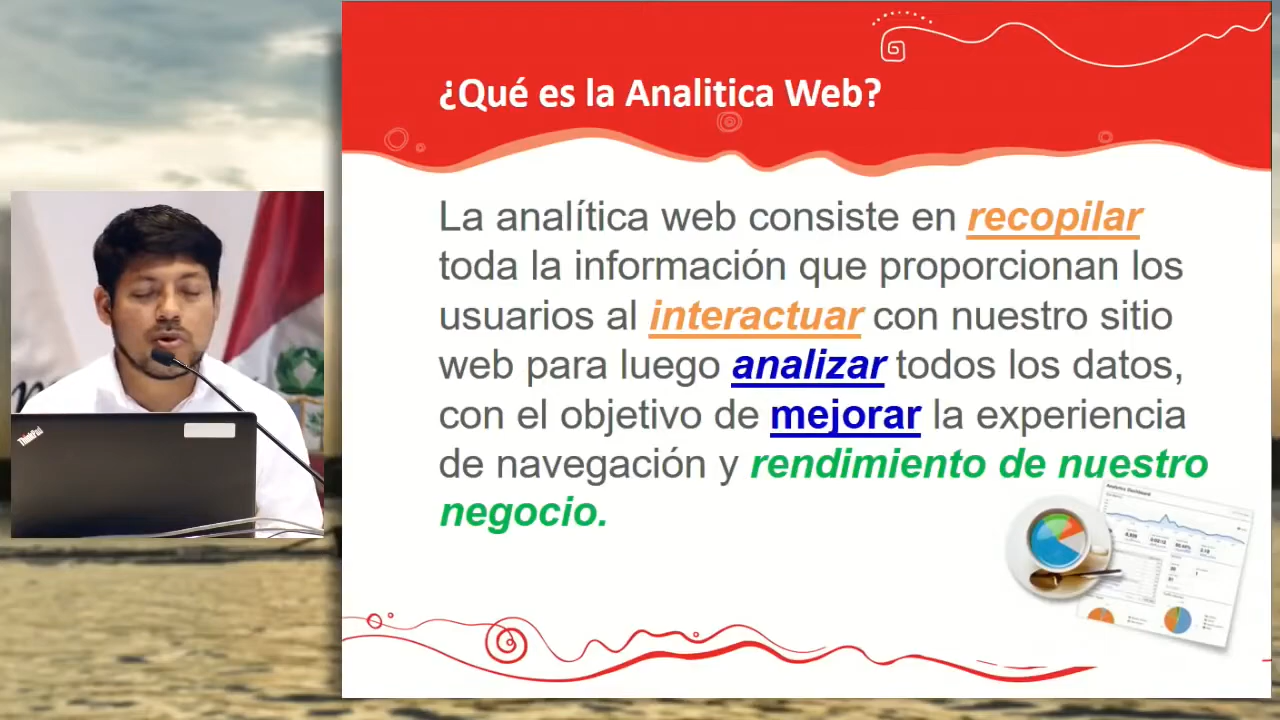 ¿Qué es la Analitica Web?
La analítica web consiste en recopilar
toda la información que proporcionan los
usuarios al interactuar con nuestro sitio
web para luego analizar todos los datos,
con el objetivo de mejorar la experiencia
de navegación y rendimiento de nuestro
negocio.
ThinkPad
Analytics Dashboard